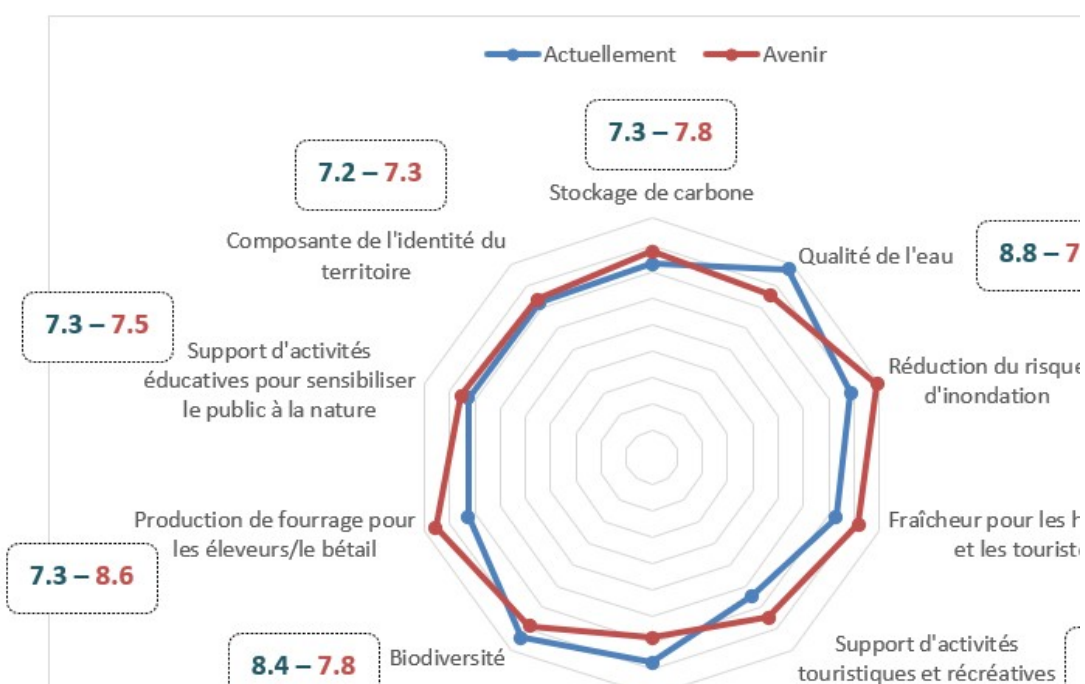 Actuellement Avenir
7.3 – 7.8
Stockage de carbone
7.2 – 7.3
Composante de l'identité du
territoire
Qualité de l'eau
8.8 – 7
7.3 – 7.5
Support d'activités
éducatives pour sensibiliser
le public à la nature
Réduction du risque
d'inondation
Production de fourrage pour
les éleveurs/le bétail
7.3 – 8.6
Fraîcheur pour les
et les
8.4 – 7.8
Biodiversité
Support d'activités
touristiques et récréatives